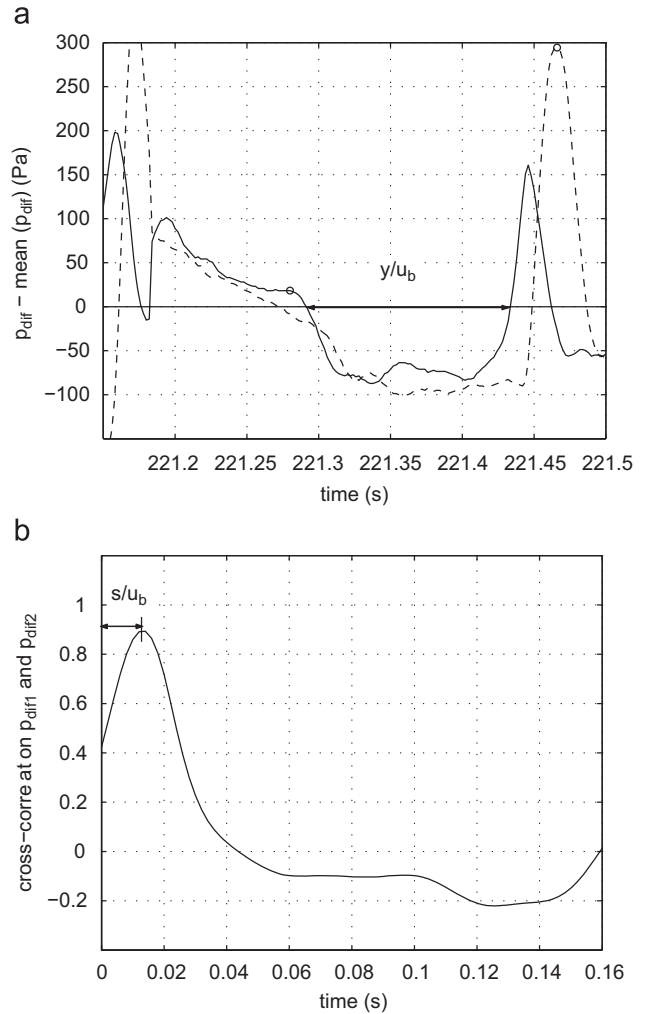 a
300
250
200
150
100
50
0
−50
−100
p_dif − mean (p_dif) (Pa)
y/u_b
221.2 221.25 221.3 221.35 221.4 221.45 221.5
time (s)
b
s/u_b
1
0.8
0.6
0.4
0.2
0
−0.2
cross−corre at on p_dif1 and p_dif2
0 0.02 0.04 0.06 0.08 0.1 0.12 0.14 0.16
time (s)